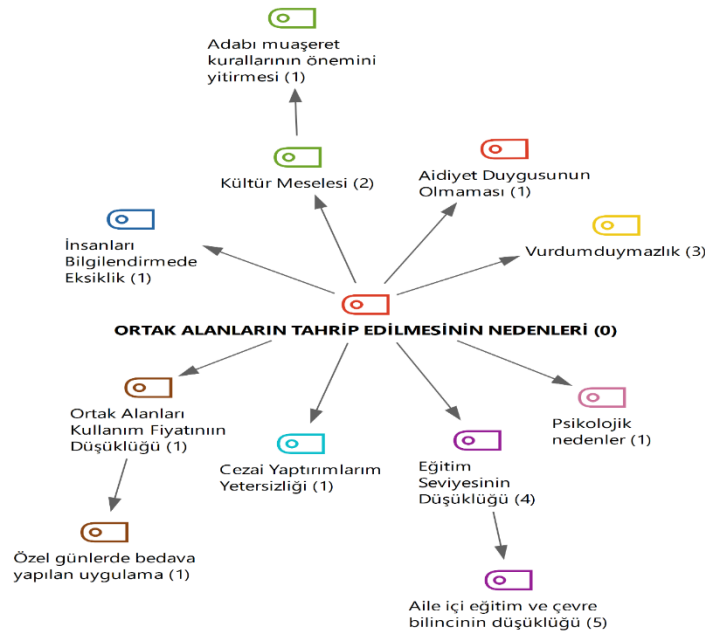 Adabı muaşeret
kurallarının önemini
yitirmesi (1)
Kültür Meselesi (2)
Aidiyet Duygusunun
Olmaması (1)
İnsanları
Bilgilendirmede
Eksiklik (1)
Vurdumduymazlık (3)
ORTAK ALANLARIN TAHRİP EDİLMESİNİN NEDENLERİ (0)
Ortak Alanları
Kullanım Fiyatının
Düşüklüğü (1)
Cezai Yaptırımlarım
Yetersizliği (1)
Eğitim
Seviyesinin
Düşüklüğü (4)
Psikolojik
nedenler (1)
Özel günlerde bedava
yapılan uygulama (1)
Aile içi eğitim ve çevre
bilincinin düşüklüğü (5)